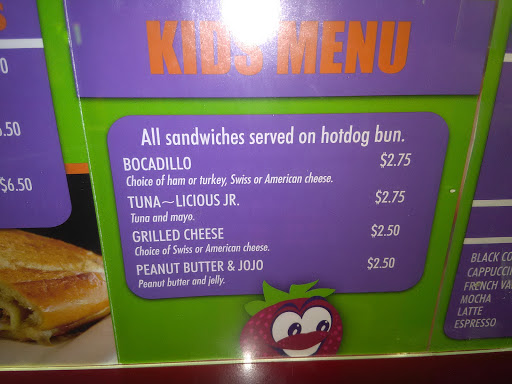 KIDS MENU
All sandwiches served on hotdog bun.
BOCADILLO $2.75
Choice of ham or turkey, Swiss or American cheese.
TUNA~LICIOUS JR. $2.75
Tuna and mayo.
GRILLED CHEESE $2.50
Choice of Swiss or American cheese.
PEANUT BUTTER & JOJO $2.50
Peanut butter and jelly.
$6.50
BLACK CO
CAPPUCCI
FRENCH VA
MOCHA
LATTE
ESPRESSO